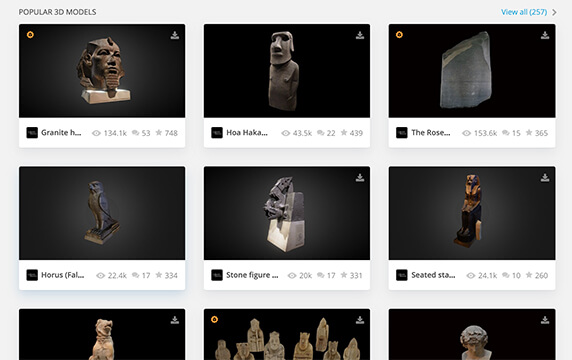 POPULAR 3D MODELS View all (257)
Granite h... 134.1k 53 748
Hoa Haka... 43.5k 22 439
The Rose... 153.6k 15 365
Horus (Fal... 22.4k 17 334
Stone figure ... 20k 17 331
Seated sta... 24.1k 10 260